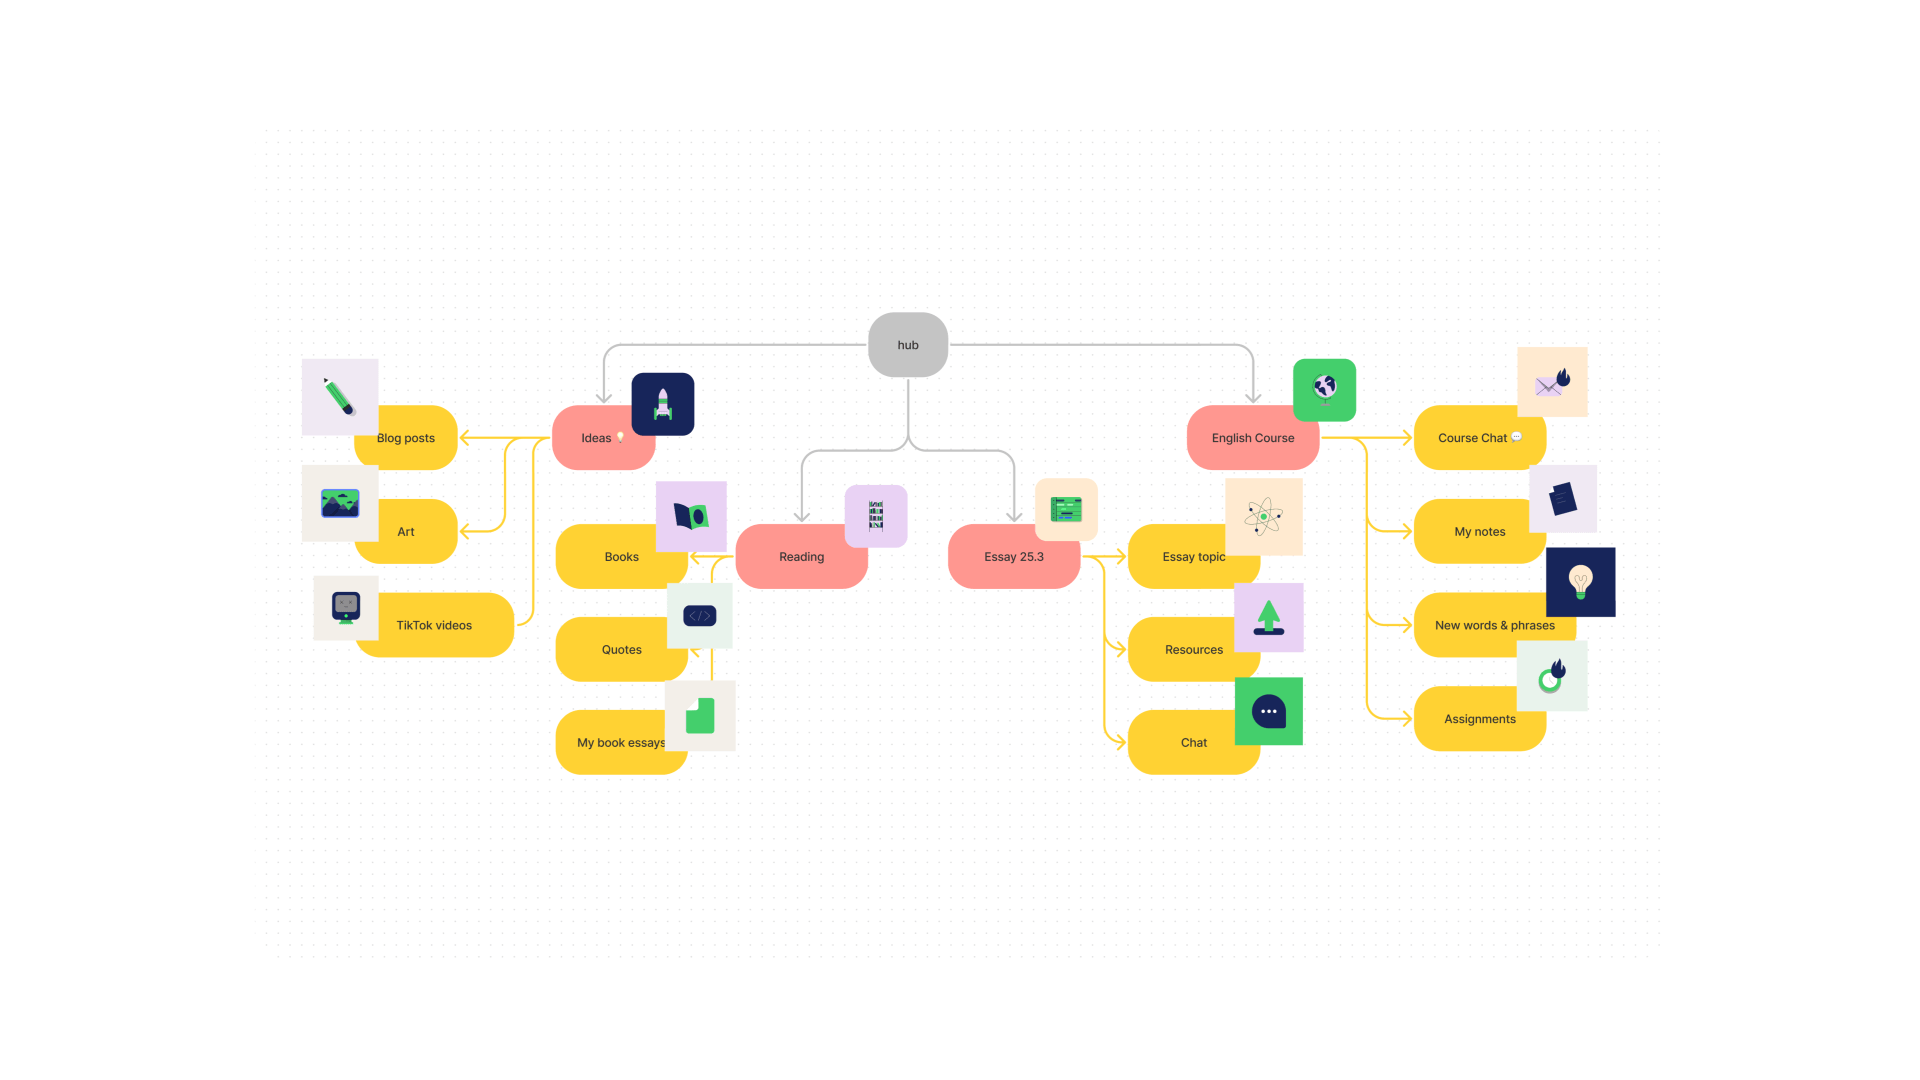 hub
Blog posts
Ideas 💡
English Course
Course Chat 💬
Art
My notes
Books
Reading
Essay 25.3
Essay topic
TikTok videos
New words & phrases
Quotes
</>
Resources
Assignments
My book essays
Chat